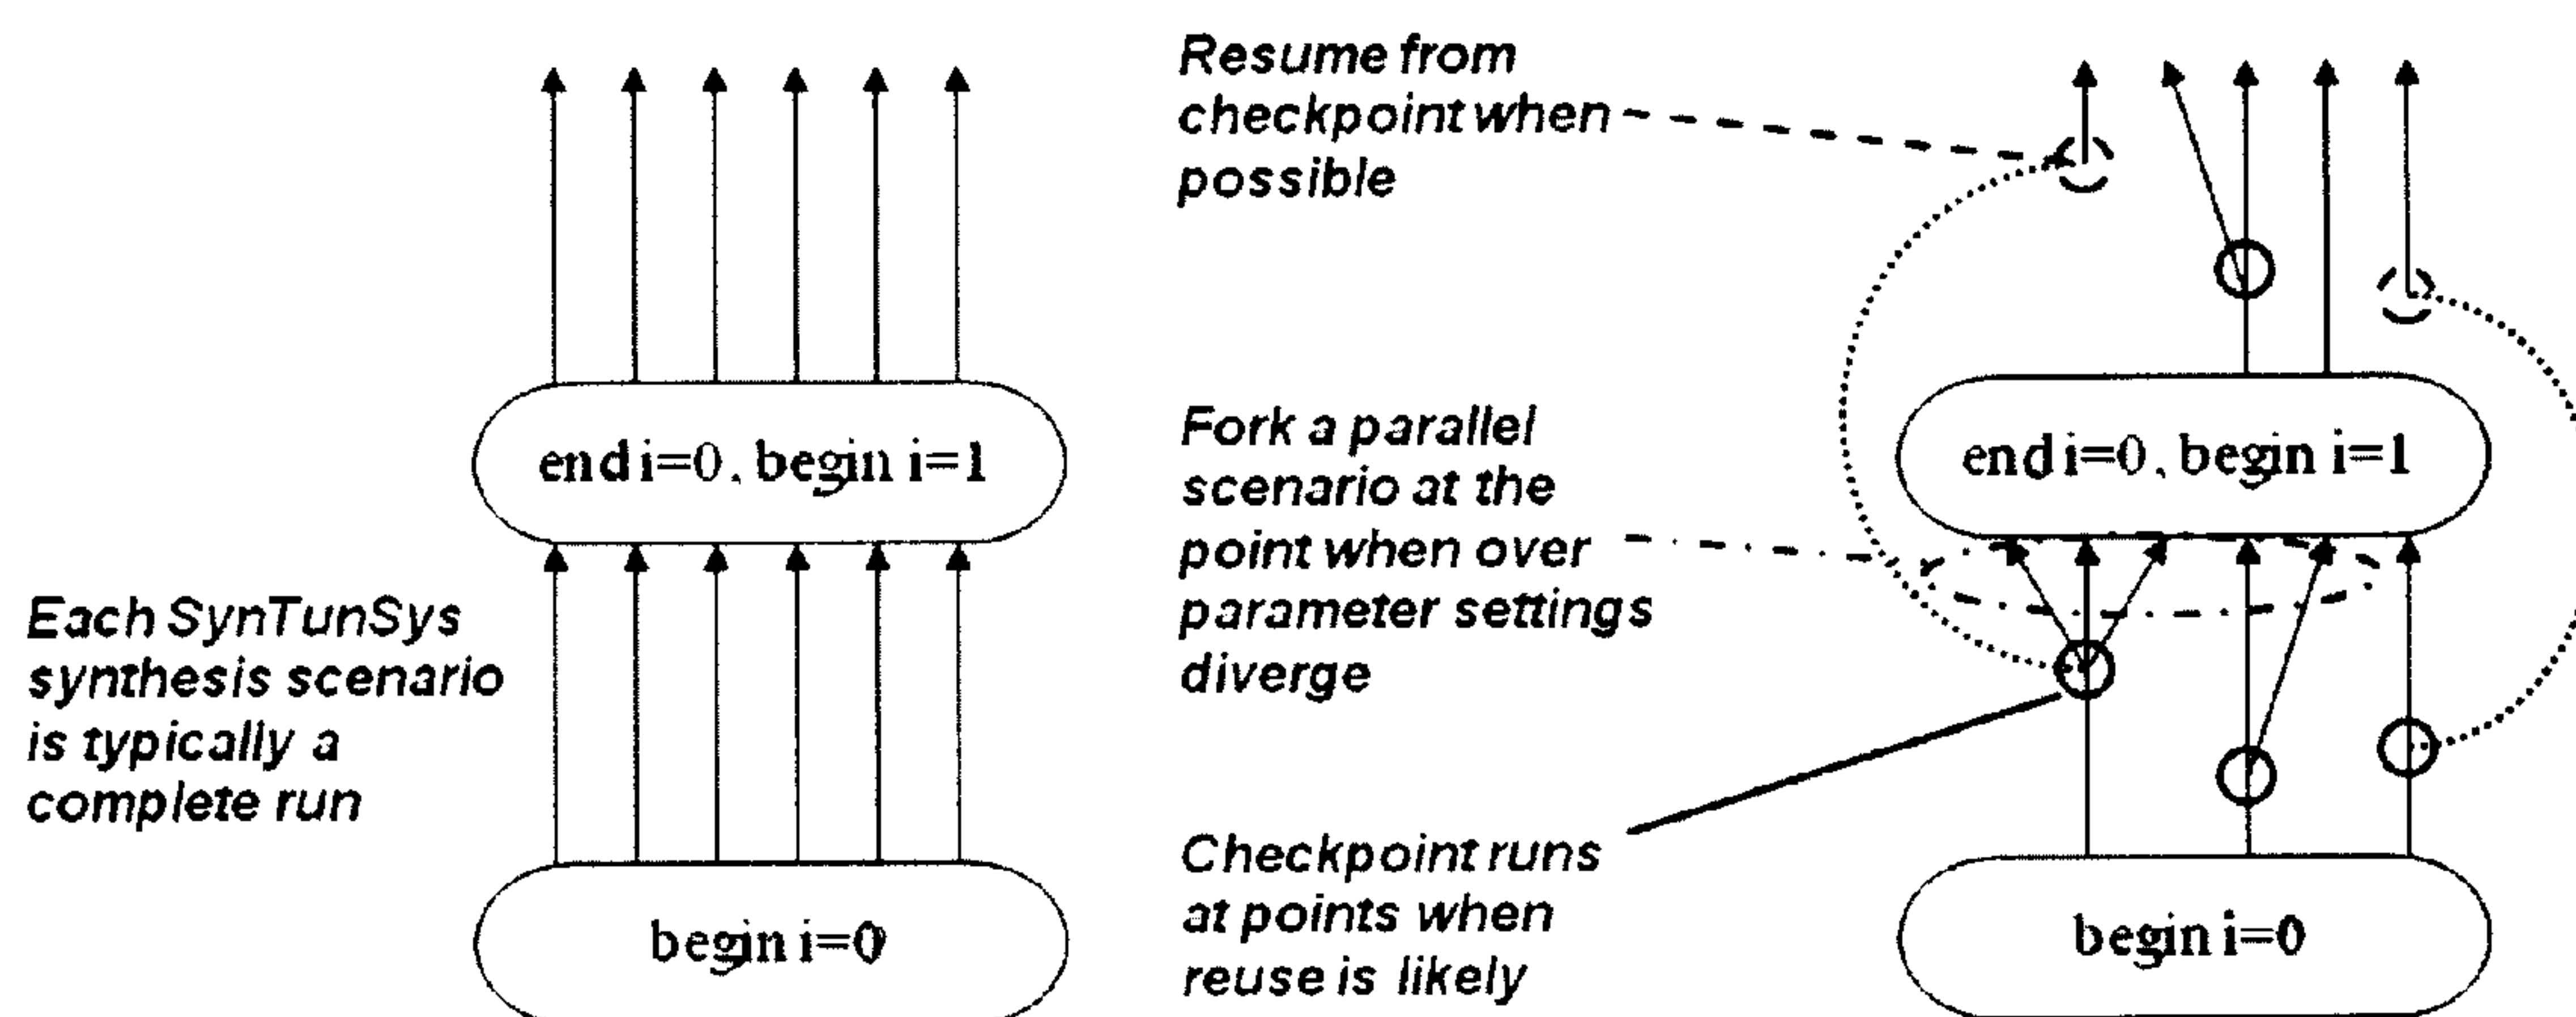 Each SynTunSys
synthesis scenario
is typically a
complete run
end i=0, begin i=1
begin i=0
Resume from
checkpoint when
possible
Fork a parallel
scenario at the
point when over
parameter settings
diverge
Checkpoint runs
at points when
reuse is likely
end i=0, begin i=1
begin i=0